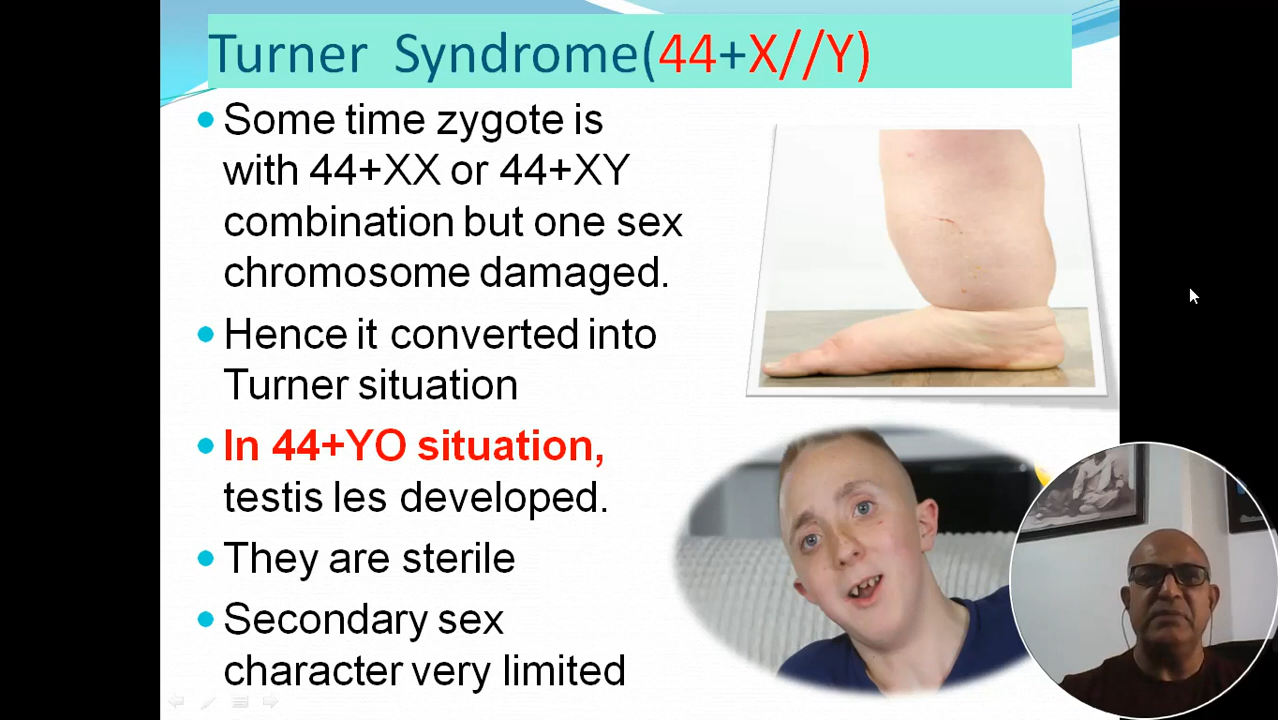 Turner Syndrome(44+X//Y)
Some time zygote is
with 44+XX or 44+XY
combination but one sex
chromosome damaged.
Hence it converted into
Turner situation
In 44+YO situation,
testis les developed.
They are sterile
Secondary sex
character very limited